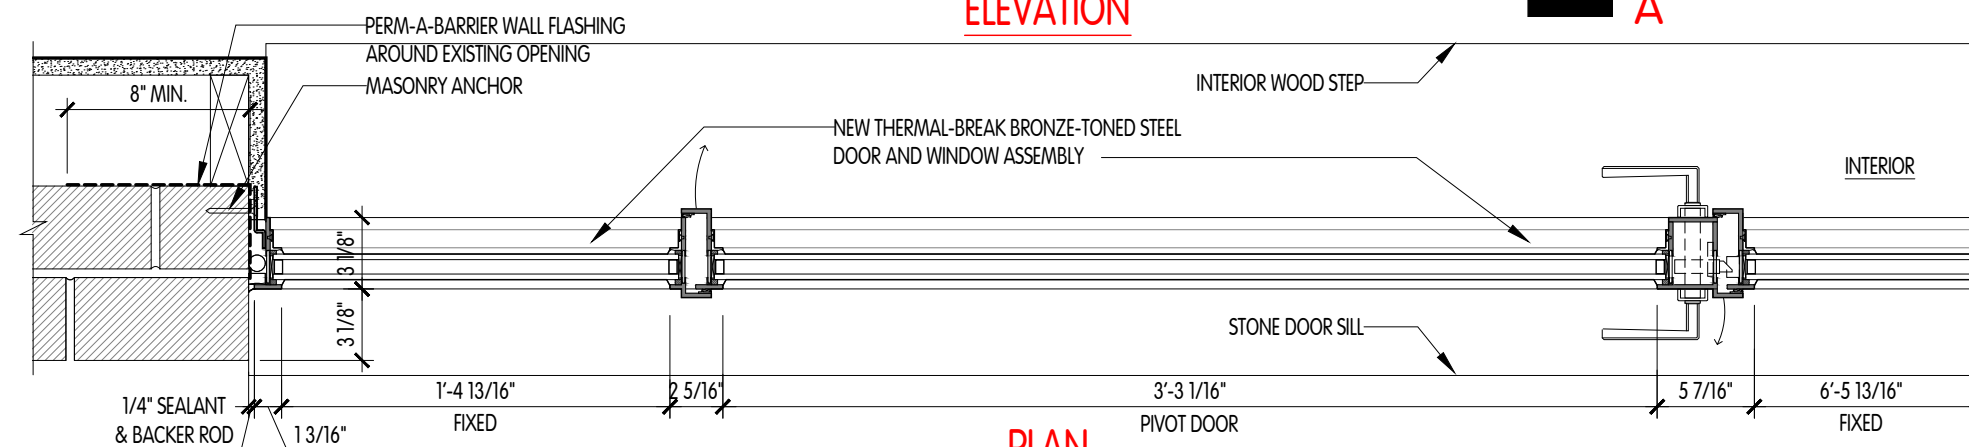 ELEVATION
A
PERM-A-BARRIER WALL FLASHING
AROUND EXISTING OPENING
MASONRY ANCHOR
8" MIN.
INTERIOR WOOD STEP
NEW THERMAL-BREAK BRONZE-TONED STEEL
DOOR AND WINDOW ASSEMBLY
INTERIOR
3 1/8"
3 1/8"
STONE DOOR SILL
1'-4 13/16"
2 5/16"
3'-3 1/16"
5 7/16"
6'-5 13/16"
FIXED
PIVOT DOOR
FIXED
1/4" SEALANT
& BACKER ROD
1 3/16"
PLAN